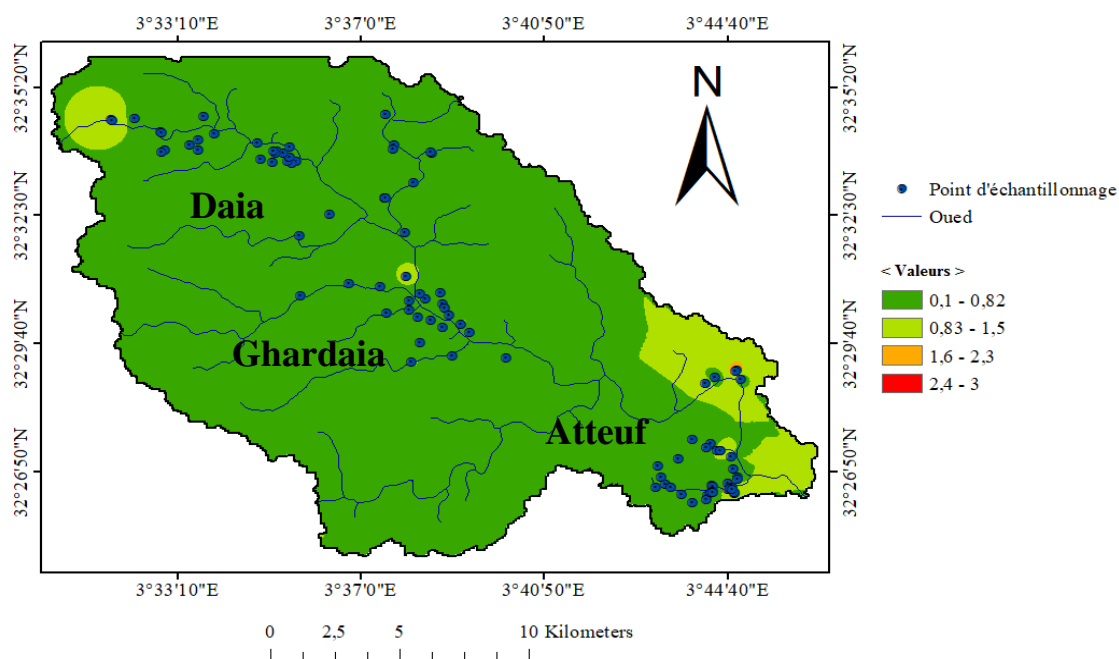 3°33'10"E 3°37'0"E 3°40'50"E 3°44'40"E
32°35'20"N
32°35'20"N
N
Point d'échantillonnage
Daia
32°32'30"N
32°32'30"N
Oued
< Valeurs >
0,1 - 0,82
0,83 - 1,5
1,6 - 2,3
2,4 - 3
32°29'40"N
32°29'40"N
Ghardaia
Atteuf
32°26'50"N
32°26'50"N
3°33'10"E 3°37'0"E 3°40'50"E 3°44'40"E
0 2,5 5 10 Kilometers